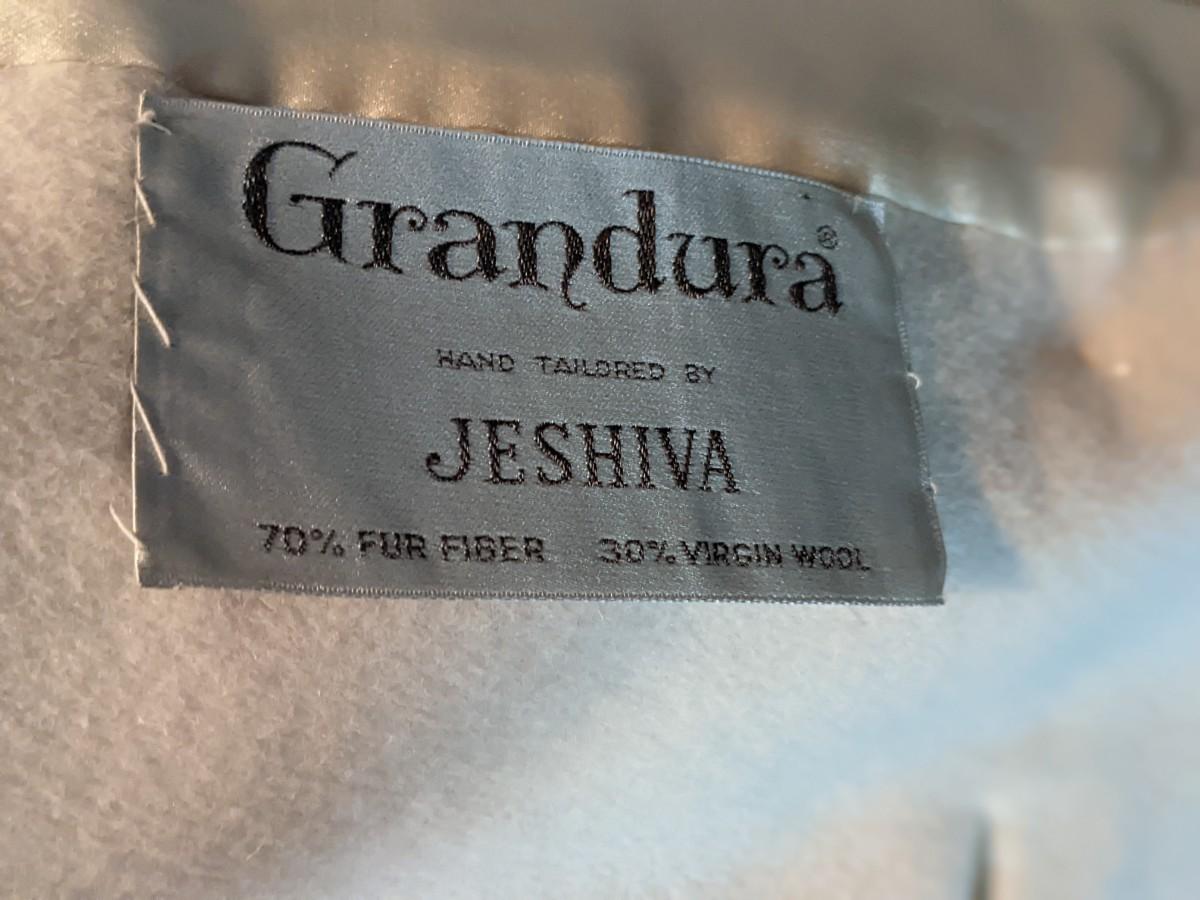 Grandura®
HAND TAILORED BY
JESHIVA
70% FUR FIBER 30% VIRGIN WOOL